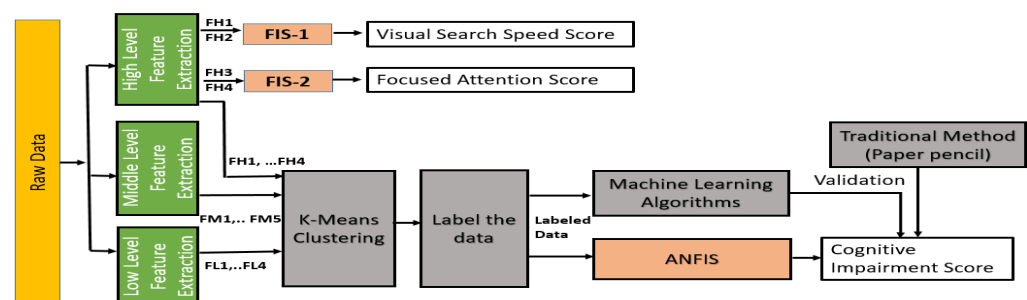 Raw Data
High Level
Feature
Extraction
FH1
FH2
FIS-1
Visual Search Speed Score
FH3
FH4
FIS-2
Focused Attention Score
Middle Level
Feature
Extraction
FH1, ...FH4
FM1,.. FM5
Low Level
Feature
Extraction
FL1,..FL4
K-Means
Clustering
Label the
data
Labeled
Data
Machine Learning
Algorithms
ANFIS
Traditional Method
(Paper pencil)
Validation
Cognitive
Impairment Score